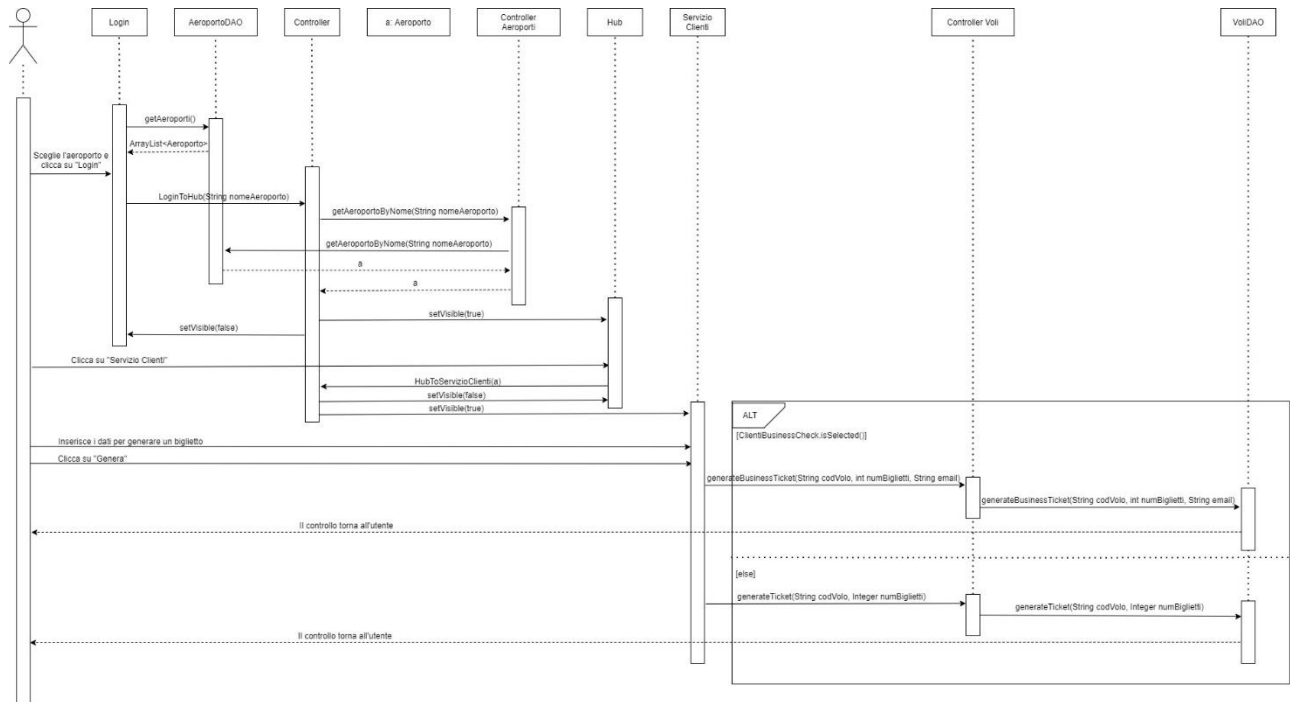 Login
AeroportoDAO
Controller
a: Aeroporto
Controller
Aeroporti
Hub
Servizio
Clienti
Controller Voli
VoliDAO
getAeroporti()
ArrayList<Aeroporto>
Sceglie l'aeroporto e
clicca su "Login"
LoginToHub(String nomeAeroporto)
getAeroportoByNome(String nomeAeroporto)
getAeroportoByNome(String nomeAeroporto)
a
a
setVisible(true)
setVisible(false)
Clicca su "Servizio Clienti"
HubToServizioClienti(a)
setVisible(false)
setVisible(true)
ALT
[ClientiBusinessCheck.isSelected()]
Inserisce i dati per generare un biglietto
Clicca su "Genera"
generateBusinessTicket(String codVolo, int numBiglietti, String email)
generateBusinessTicket(String codVolo, int numBiglietti, String email)
Il controllo torna all'utente
[else]
generateTicket(String codVolo, Integer numBiglietti)
generateTicket(String codVolo, Integer numBiglietti)
Il controllo torna all'utente